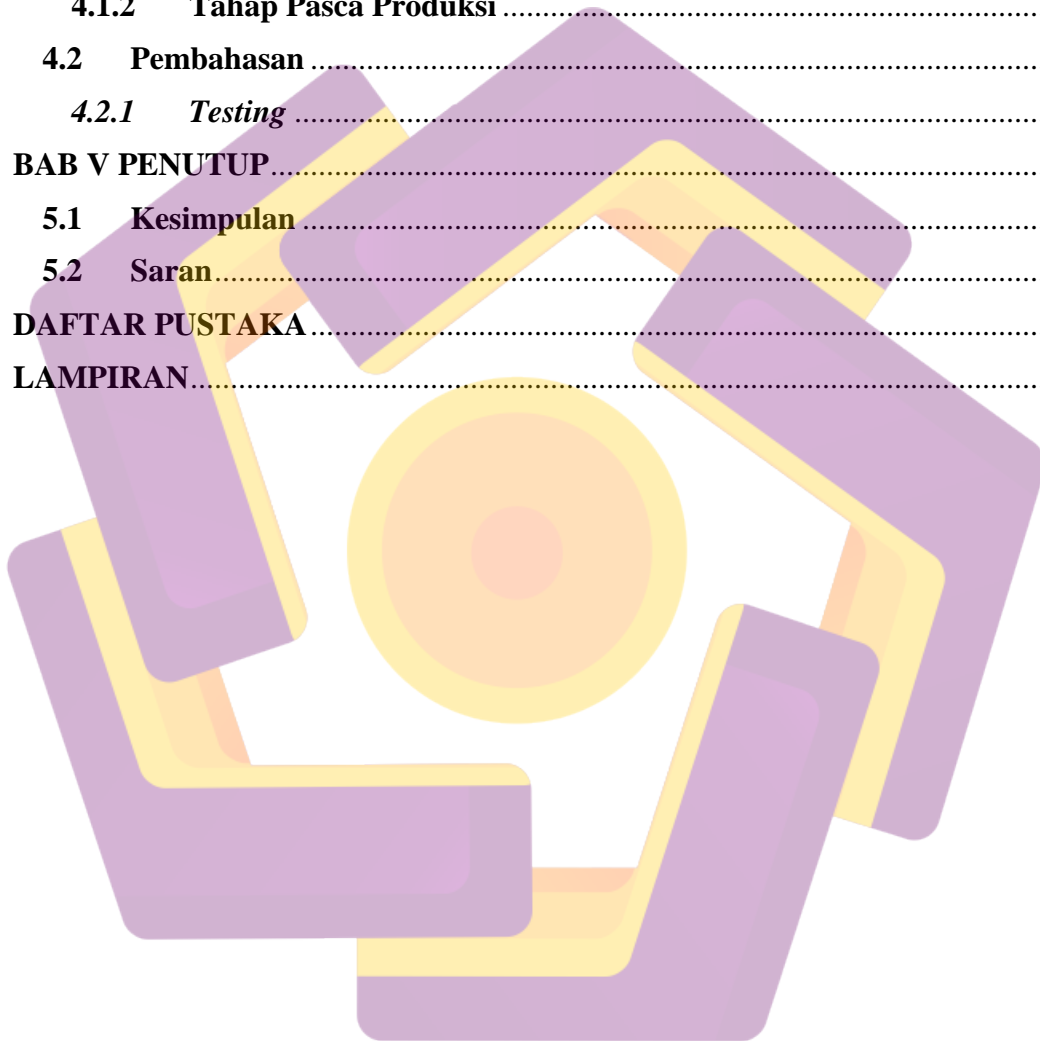 4.1.2 Tahap Pasca Produksi ........................................
4.2 Pembahasan ........................................
4.2.1 Testing ........................................
BAB V PENUTUP ........................................
5.1 Kesimpulan ........................................
5.2 Saran ........................................
DAFTAR PUSTAKA ........................................
LAMPIRAN ........................................